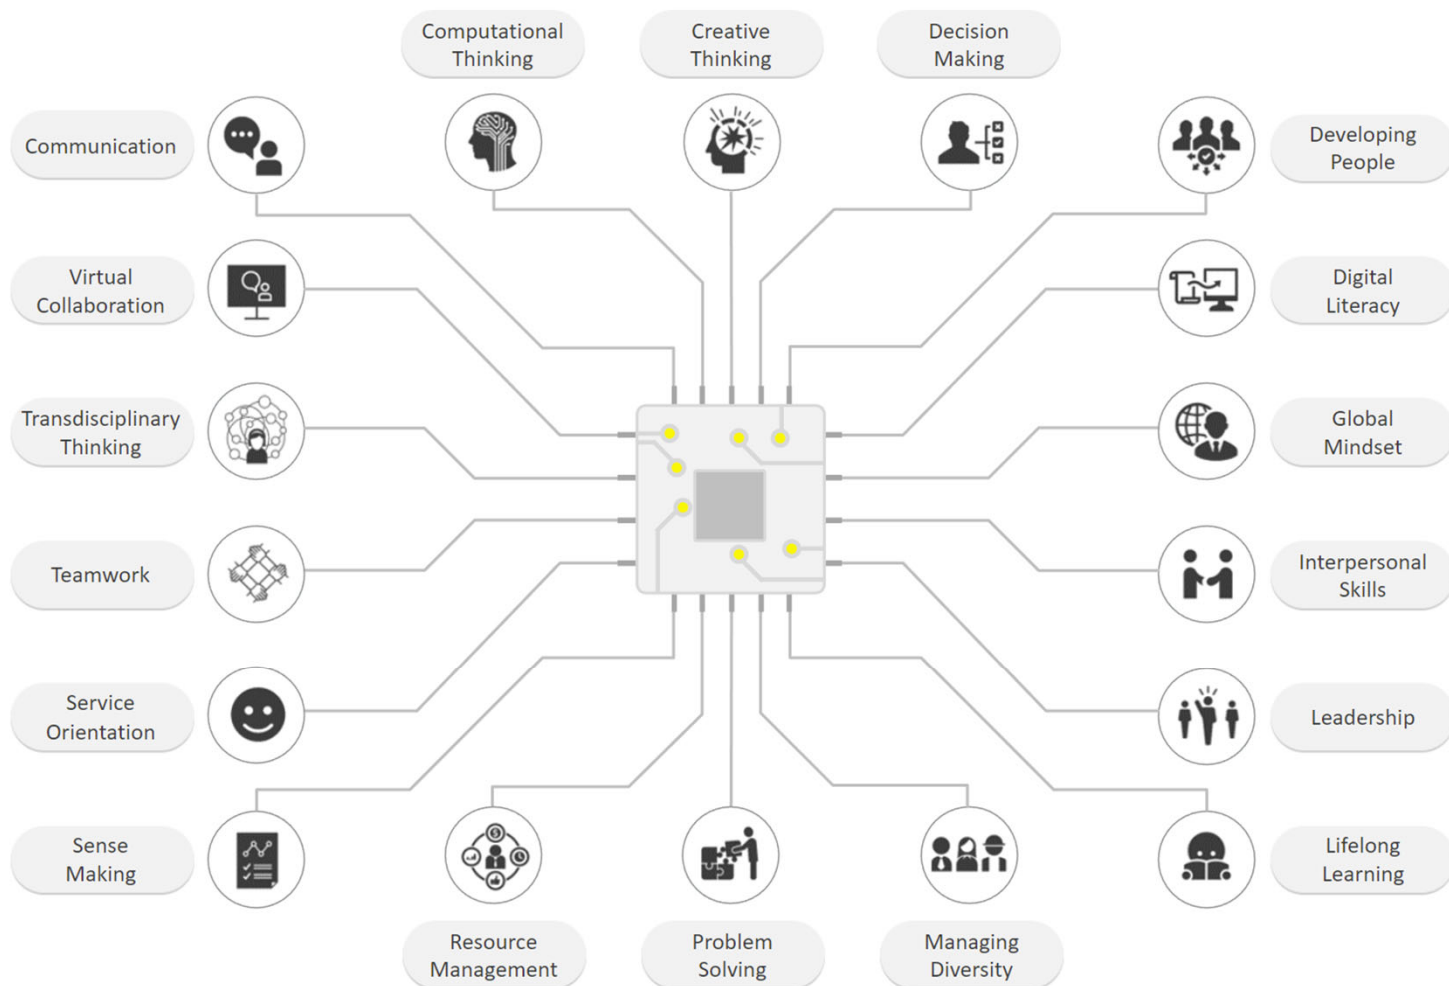 Computational
Thinking
Creative
Thinking
Decision
Making
Communication
Developing
People
Virtual
Collaboration
Digital
Literacy
Transdisciplinary
Thinking
Global
Mindset
Teamwork
Interpersonal
Skills
Service
Orientation
Leadership
Sense
Making
Lifelong
Learning
Resource
Management
Problem
Solving
Managing
Diversity